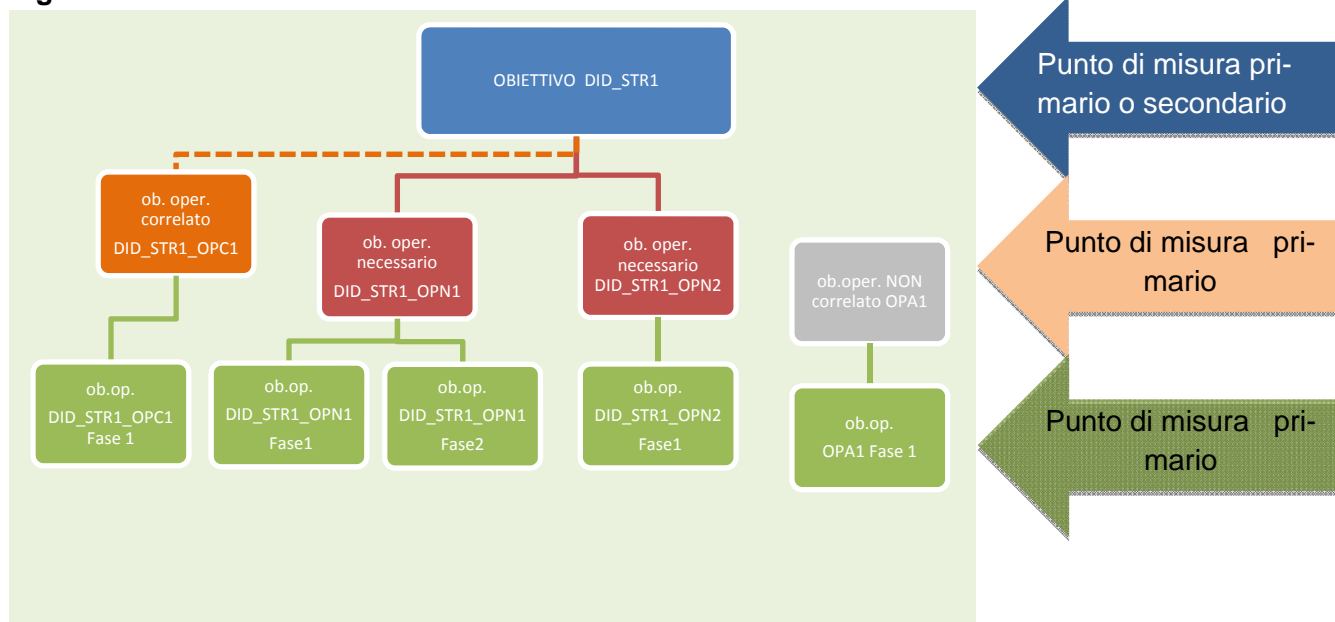 OBIETTIVO DID_STR1
Punto di misura pri-
mario o secondario
ob. oper.
correlato
DID_STR1_OPC1
ob. oper.
necessario
DID_STR1_OPN1
ob. oper.
necessario
DID_STR1_OPN2
ob.oper. NON
correlato OPA1
Punto di misura pri-
mario
ob.op.
DID_STR1_OPC1
Fase 1
ob.op.
DID_STR1_OPN1
Fase1
ob.op.
DID_STR1_OPN1
Fase2
ob.op.
DID_STR1_OPN2
Fase1
ob.op.
OPA1 Fase 1
Punto di misura pri-
mario